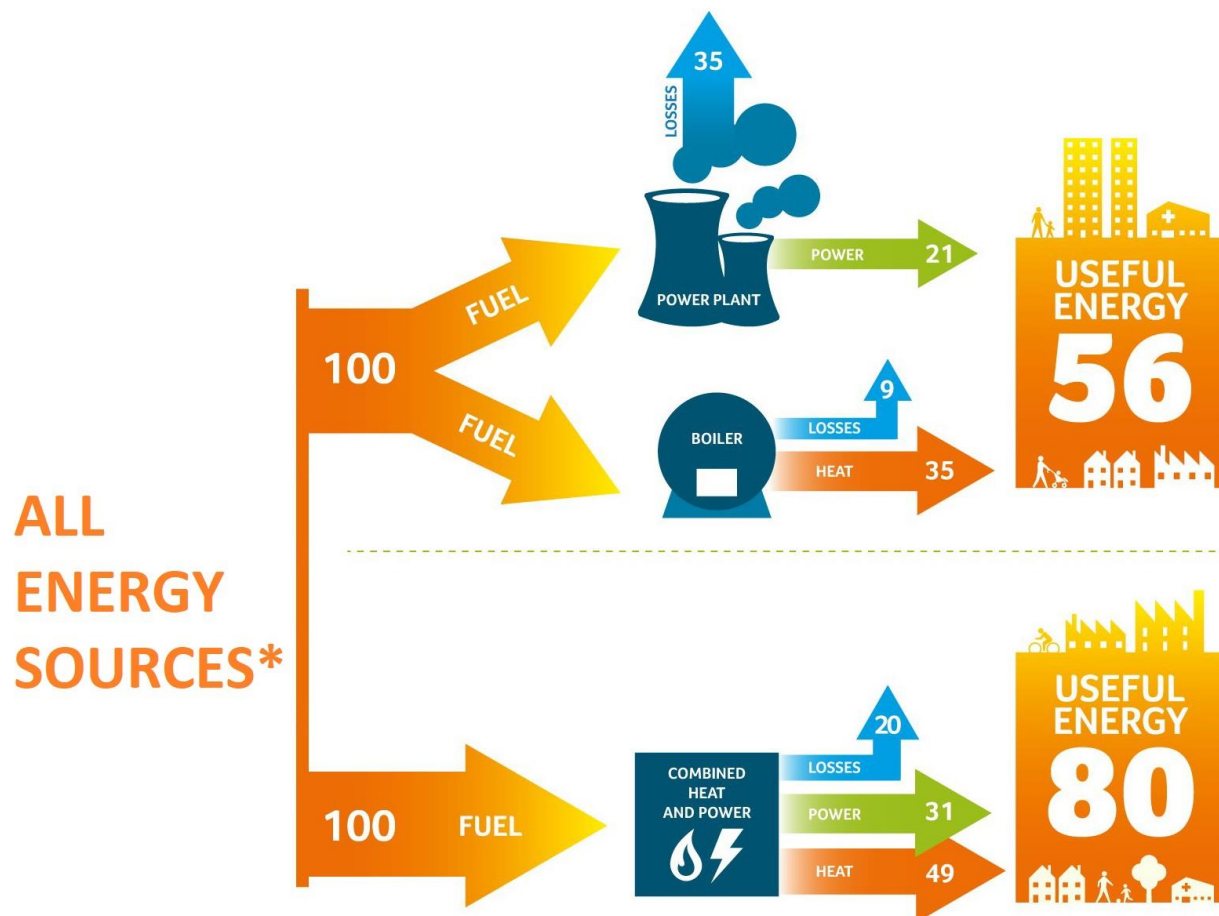 35
LOSSES
POWER PLANT
POWER
21
USEFUL
ENERGY
56
100
FUEL
FUEL
BOILER
9
LOSSES
HEAT
35
ALL
ENERGY
SOURCES*
100
FUEL
COMBINED
HEAT
AND POWER
20
LOSSES
POWER
31
HEAT
49
USEFUL
ENERGY
80